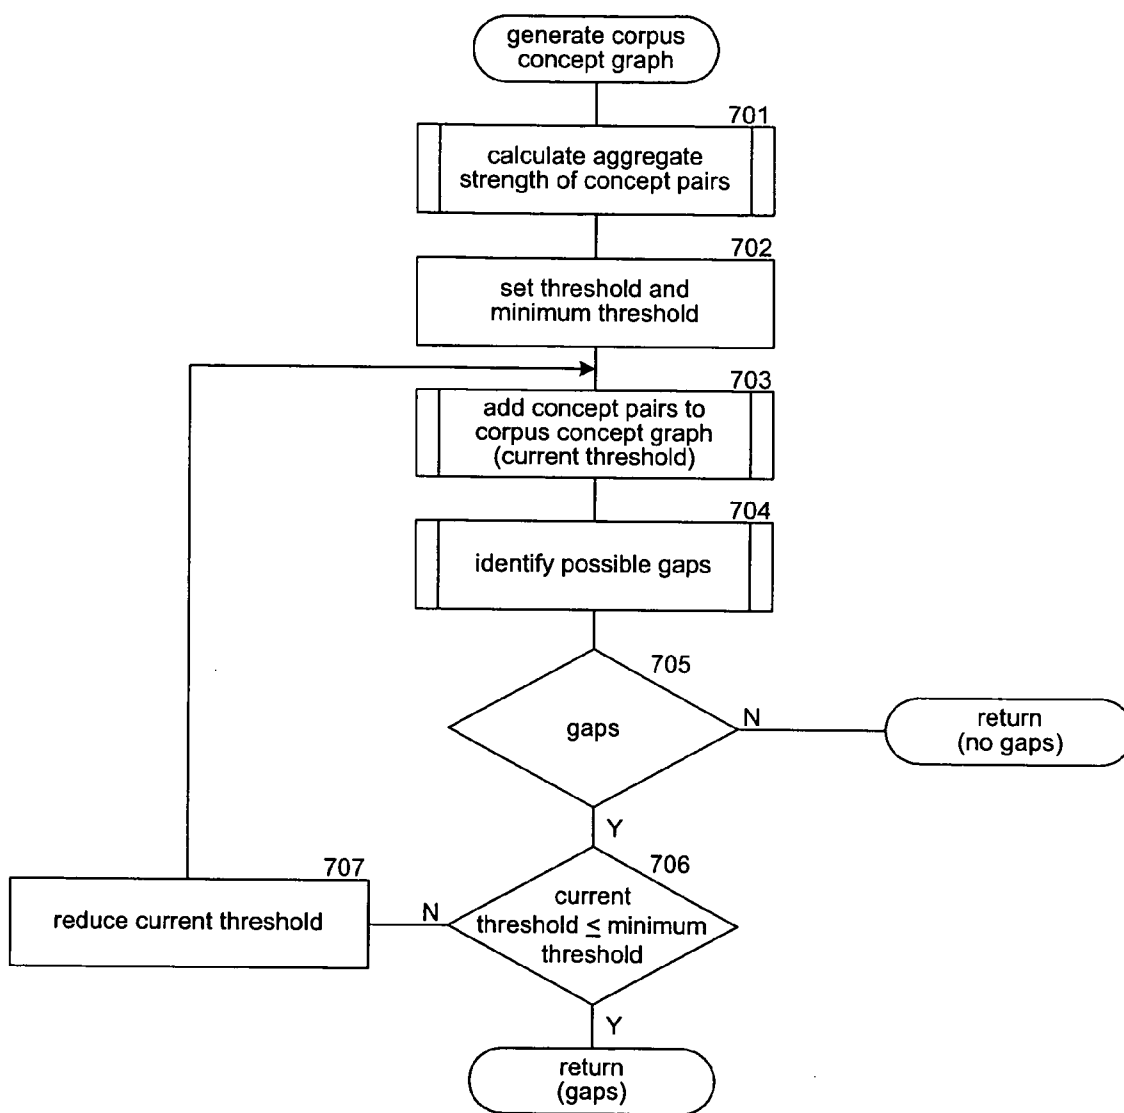 generate corpus
concept graph
701
calculate aggregate
strength of concept pairs
702
set threshold and
minimum threshold
703
add concept pairs to
corpus concept graph
(current threshold)
704
identify possible gaps
705
gaps
N
return
(no gaps)
Y
706
current
threshold ≤ minimum
threshold
N
707
reduce current threshold
Y
return
(gaps)